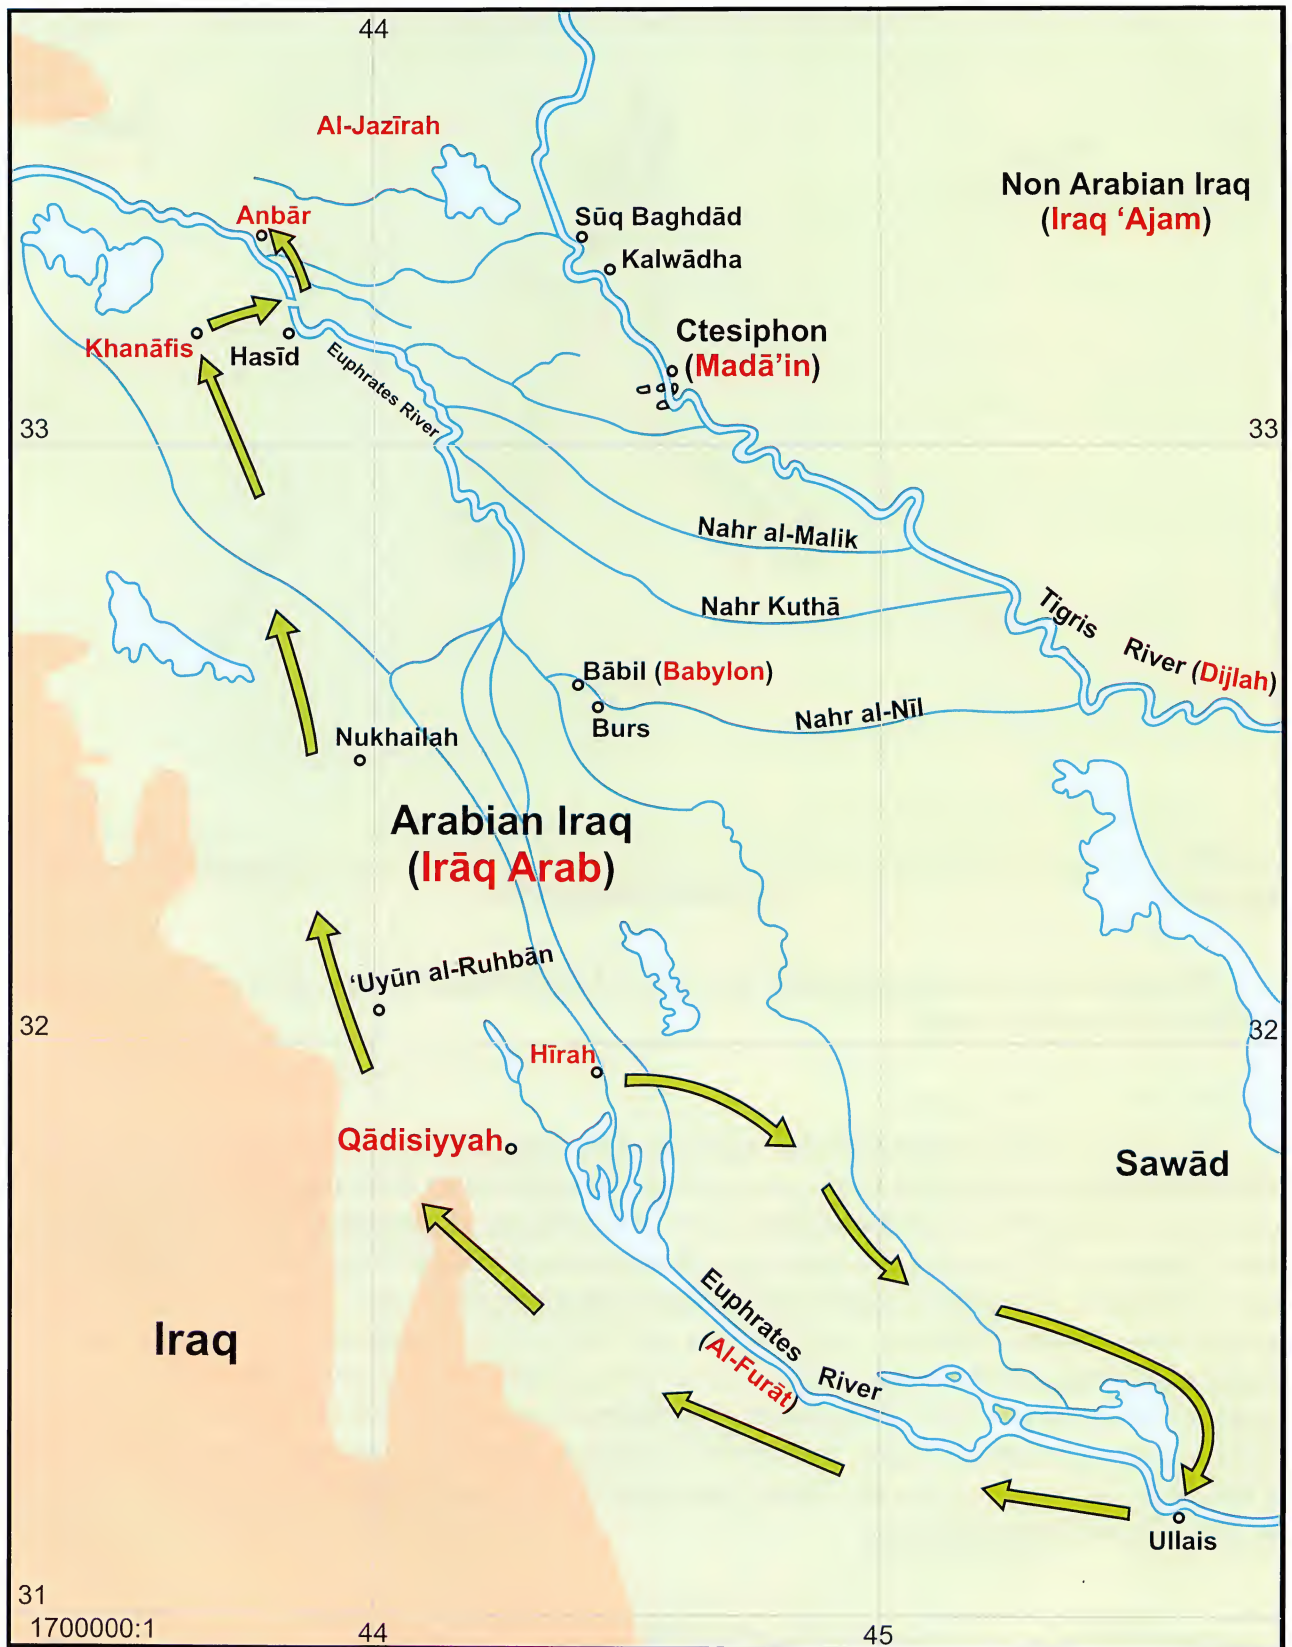 44
Al-Jazīrah
Non Arabian Iraq
(Iraq ‘Ajam)
Anbār
Sūq Baghdād
Kalwādha
Ctesiphon
(Madā’in)
Khanāfis
Hasīd
Euphrates River
33
33
Nahr al-Malik
Nahr Kuthā
Tigris River (Dijlah)
Bābil (Babylon)
Burs
Nahr al-Nīl
Nukhailah
Arabian Iraq
(Irāq Arab)
‘Uyūn al-Ruhbān
32
32
Hīrah
Qādisiyyah
Sawād
Iraq
Euphrates River
(Al-Furāt)
Ullais
31
1700000:1
44
45